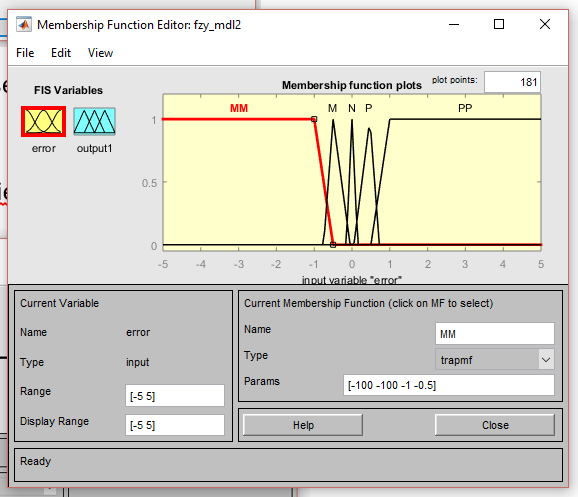 Membership Function Editor: fzy_mdl2
File Edit View
FIS Variables
error
output1
Membership function plots
plot points:
181
MM M N P PP
1
0.5
0
-5 -4 -3 -2 -1 0 1 2 3 4 5
input variable "error"
Current Variable
Name error
Type input
Range [-5 5]
Display Range [-5 5]
Current Membership Function (click on MF to select)
Name MM
Type trapmf
Params [-100 -100 -1 -0.5]
Help Close
Ready